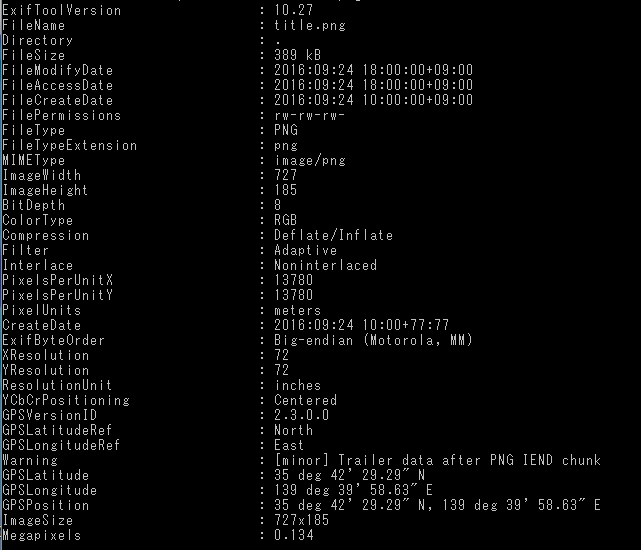 ExifToolVersion : 10.27
FileName : title.png
Directory : .
FileSize : 389 kB
FileModifyDate : 2016:09:24 18:00:00+09:00
FileAccessDate : 2016:09:24 18:00:00+09:00
FileCreateDate : 2016:09:24 10:00:00+09:00
FilePermissions : rw-rw-rw-
FileType : PNG
FileTypeExtension : png
MIMEType : image/png
ImageWidth : 727
ImageHeight : 185
BitDepth : 8
ColorType : RGB
Compression : Deflate/Inflate
Filter : Adaptive
Interlace : Noninterlaced
PixelsPerUnitX : 13780
PixelsPerUnitY : 13780
PixelUnits : meters
CreateDate : 2016:09:24 10:00+77:77
ExifByteOrder : Big-endian (Motorola, MM)
XResolution : 72
YResolution : 72
ResolutionUnit : inches
YCbCrPositioning : Centered
GPSVersionID : 2.3.0.0
GPSLatitudeRef : North
GPSLongitudeRef : East
Warning : [minor] Trailer data after PNG IEND chunk
GPSLatitude : 35 deg 42' 29.29" N
GPSLongitude : 139 deg 39' 58.63" E
GPSPosition : 35 deg 42' 29.29" N, 139 deg 39' 58.63" E
ImageSize : 727x185
Megapixels : 0.134